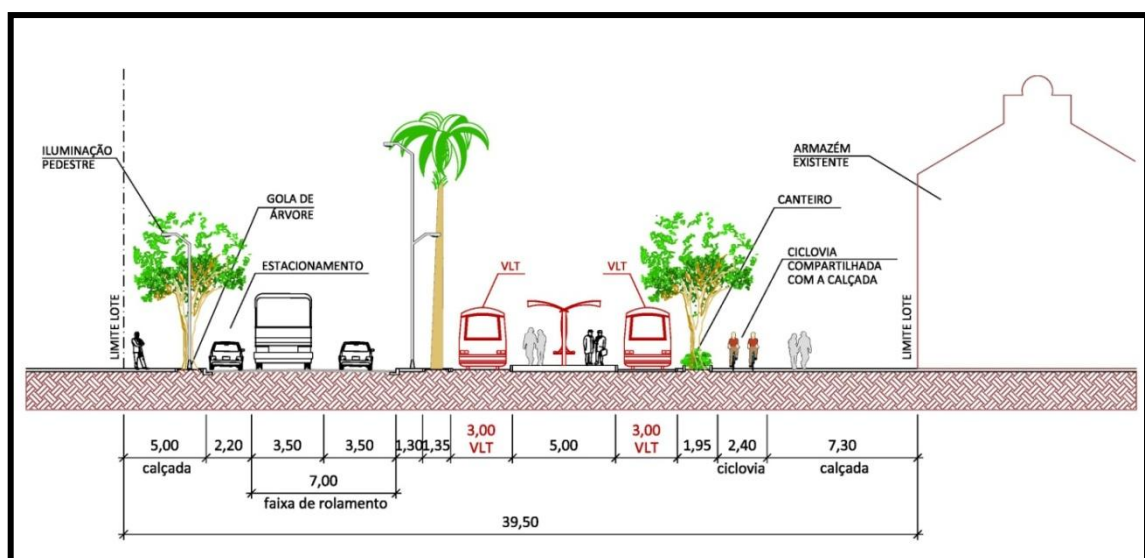 ILUMINAÇÃO
PEDESTRE
GOLA DE
ÁRVORE
ESTACIONAMENTO
LIMITE LOTE
VLT
VLT
ARMAZÉM
EXISTENTE
CANTEIRO
CICLOVIA
COMPARTILHADA
COM A CALÇADA
LIMITE LOTE
5,00
calçada
2,20
3,50
3,50
1,30
1,35
3,00
VLT
5,00
3,00
VLT
1,95
2,40
ciclovia
7,30
calçada
7,00
faixa de rolamento
39,50